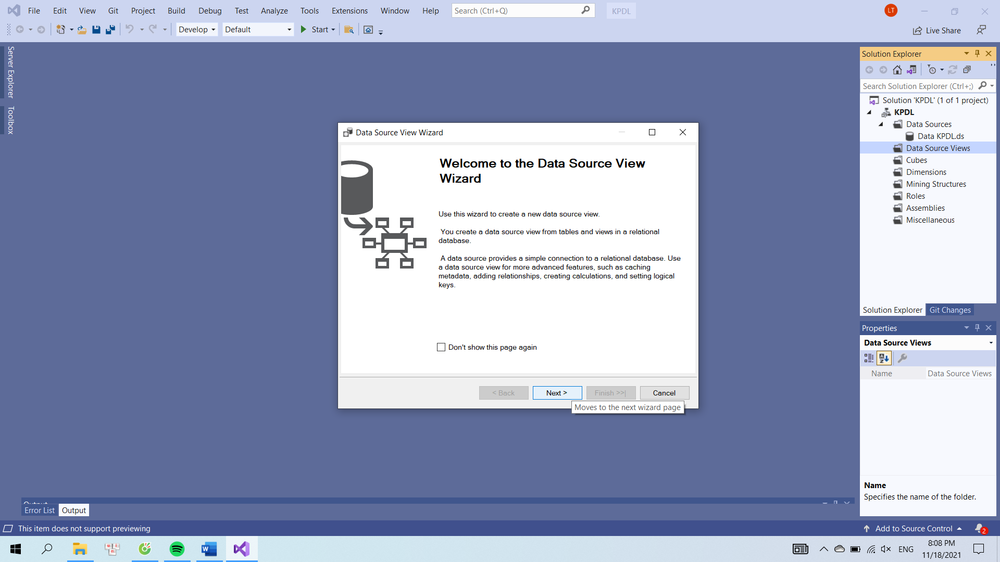 File Edit View Git Project Build Debug Test Analyze Tools Extensions Window Help Search (Ctrl+Q) KPDL LT
Develop Default Start Live Share
Server Explorer
Toolbox
Solution Explorer
Search Solution Explorer (Ctrl+;)
Solution 'KPDL' (1 of 1 project)
KPDL
Data Sources
Data KPDL.ds
Data Source Views
Cubes
Dimensions
Mining Structures
Roles
Assemblies
Miscellaneous
Solution Explorer Git Changes
Data Source View Wizard
Welcome to the Data Source View
Wizard
Use this wizard to create a new data source view.
You create a data source view from tables and views in a relational
database.
A data source provides a simple connection to a relational database. Use
a data source view for more advanced features, such as caching
metadata, adding relationships, creating calculations, and setting logical
keys.
Don't show this page again
< Back Next > Finish >>| Cancel
Moves to the next wizard page
Properties
Data Source Views
Name Data Source Views
Name
Specifies the name of the folder.
Output
Error List Output
This item does not support previewing
Add to Source Control 2
ENG
8:08 PM
11/18/2021